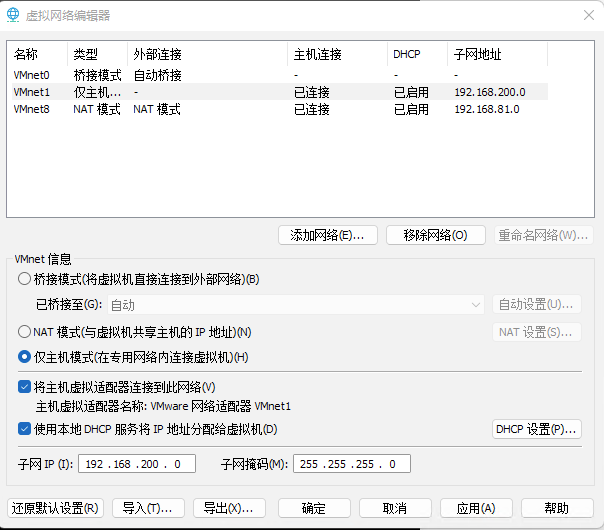 虚拟网络编辑器
名称 类型 外部连接 主机连接 DHCP 子网地址
VMnet0 桥接模式 自动桥接 - - -
VMnet1 仅主机... - 已连接 已启用 192.168.200.0
VMnet8 NAT 模式 NAT 模式 已连接 已启用 192.168.81.0
添加网络(E)... 移除网络(O) 重命名网络(W)...
VMnet 信息
桥接模式(将虚拟机直接连接到外部网络)(B)
已桥接至(G): 自动 自动设置(U)...
NAT 模式(与虚拟机共享主机的 IP 地址)(N) NAT 设置(S)...
仅主机模式(在专用网络内连接虚拟机)(H)
将主机虚拟适配器连接到此网络(V)
主机虚拟适配器名称: VMware 网络适配器 VMnet1
使用本地 DHCP 服务将 IP 地址分配给虚拟机(D) DHCP 设置(P)...
子网 IP (I): 192 . 168 . 200 . 0 子网掩码(M): 255 . 255 . 255 . 0
还原默认设置(R) 导入(T)... 导出(X)... 确定 取消 应用(A) 帮助